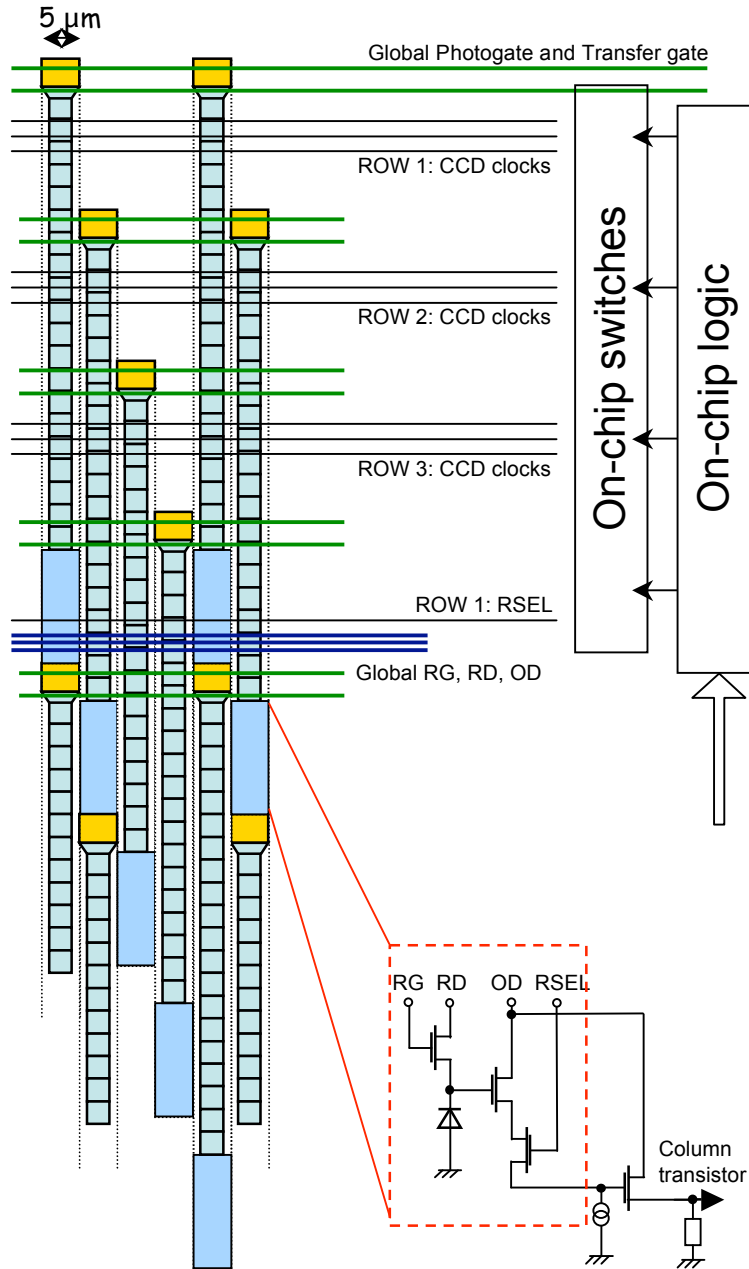 5 µm
Global Photogate and Transfer gate
ROW 1: CCD clocks
ROW 2: CCD clocks
ROW 3: CCD clocks
ROW 1: RSEL
Global RG, RD, OD
On-chip switches
On-chip logic
RG RD OD RSEL
Column
transistor